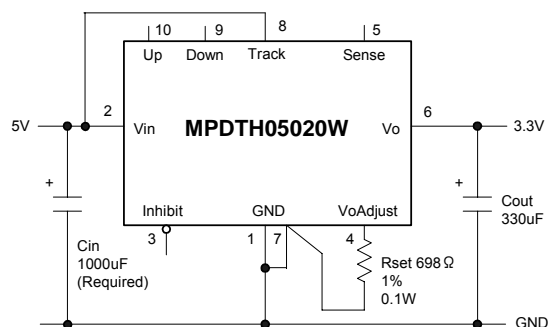 10
9
8
5
Up
Down
Track
Sense
2
6
5V
Vin
MPDTH05020W
Vo
3.3V
+
+
Inhibit
GND
VoAdjust
Cout
330uF
3
1
7
4
Cin
1000uF
(Required)
Rset 698Ω
1%
0.1W
GND